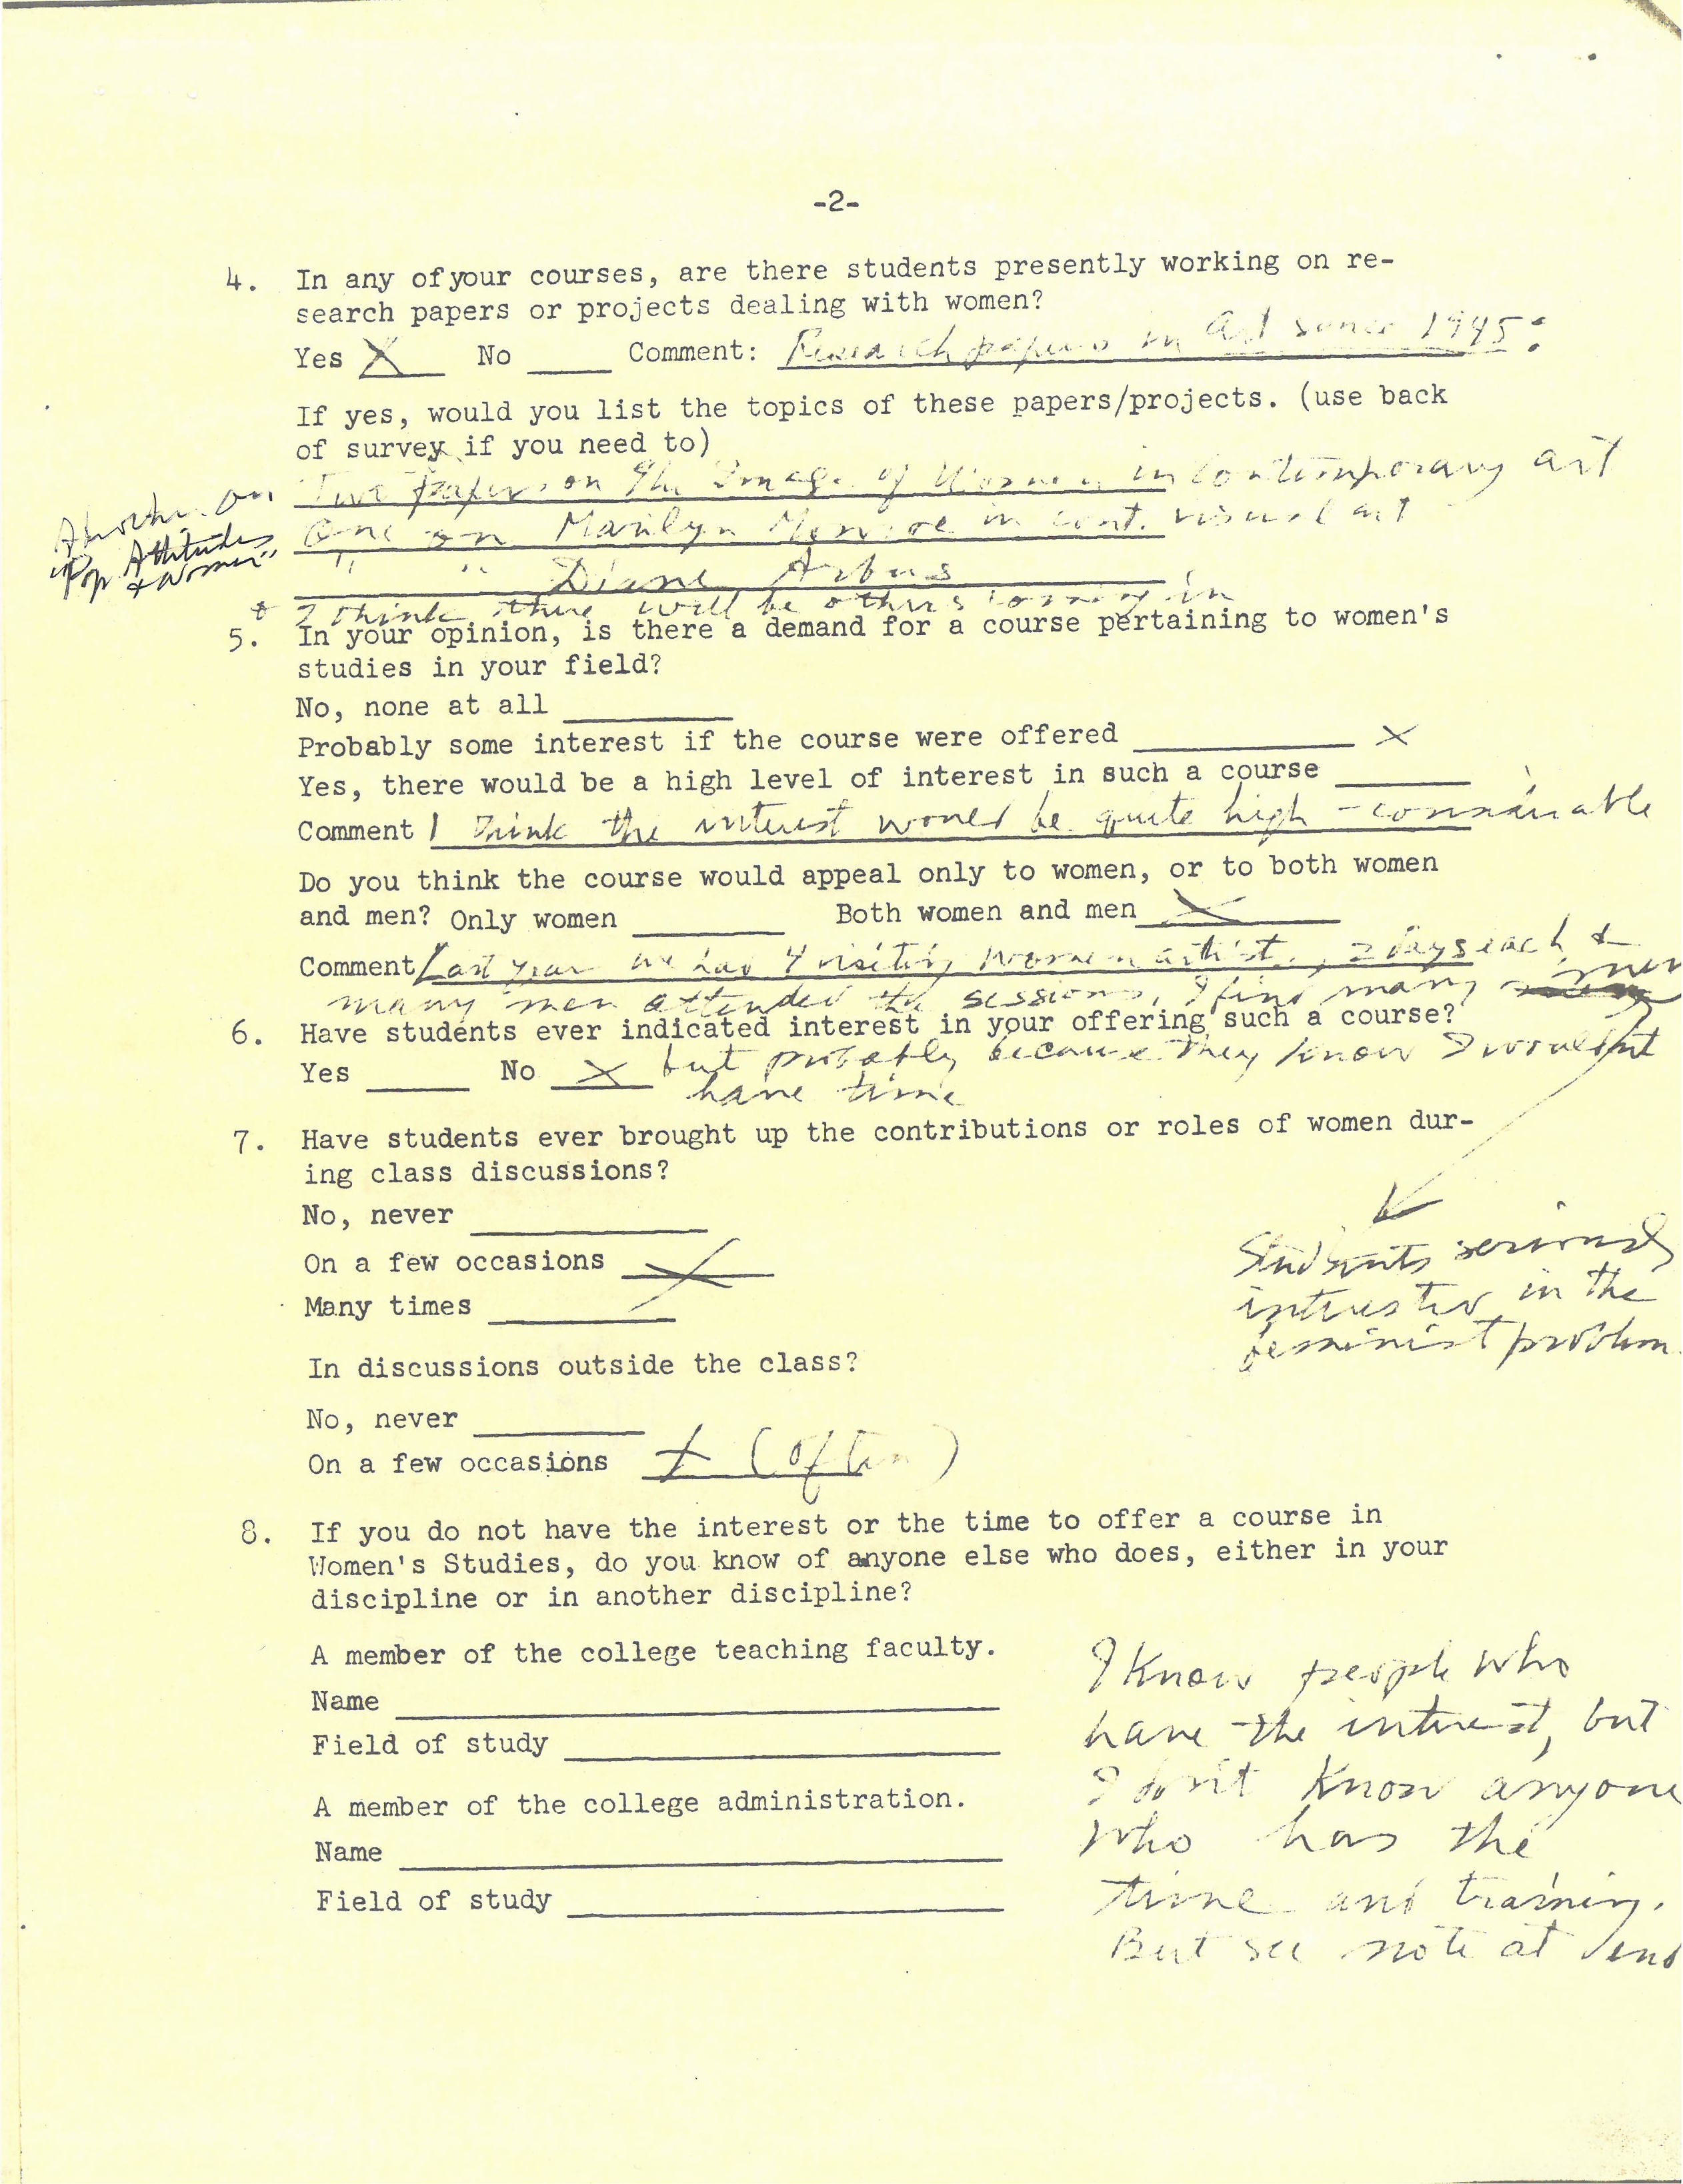 -2-
4. In any of your courses, are there students presently working on re-
search papers or projects dealing with women?
Yes X No ____ Comment: Research papers in Art since 1945:
If yes, would you list the topics of these papers/projects. (use back
of survey if you need to)
Two papers on The Image of Women in Contemporary art
One on Marilyn Monroe in cont. visual art
" " Diane Arbus
Another on
"Pop Attitudes
& Women"
& I think there will be others coming in
5. In your opinion, is there a demand for a course pertaining to women's
studies in your field?
No, none at all ____
Probably some interest if the course were offered ____ X
Yes, there would be a high level of interest in such a course ____
Comment I think the interest would be quite high -
Do you think the course would appeal only to women, or to both women
and men? Only women ____ Both women and men X
Comment Last year we had 4 visiting women artists, 2 days each, &
many men attended the sessions, I find many men
students seriously
interested in the
feminist problem.
6. Have students ever indicated interest in your offering such a course?
Yes ____ No X but probably because they know I wouldn't
have time
7. Have students ever brought up the contributions or roles of women dur-
ing class discussions?
No, never ____
On a few occasions X
Many times ____
In discussions outside the class?
No, never ____
On a few occasions X (often)
8. If you do not have the interest or the time to offer a course in
Women's Studies, do you know of anyone else who does, either in your
discipline or in another discipline?
A member of the college teaching faculty.
Name ____
Field of study ____
A member of the college administration.
Name ____
Field of study ____
I know people who
have the interest, but
I don't know anyone
who has the
time and training.
But see note at end